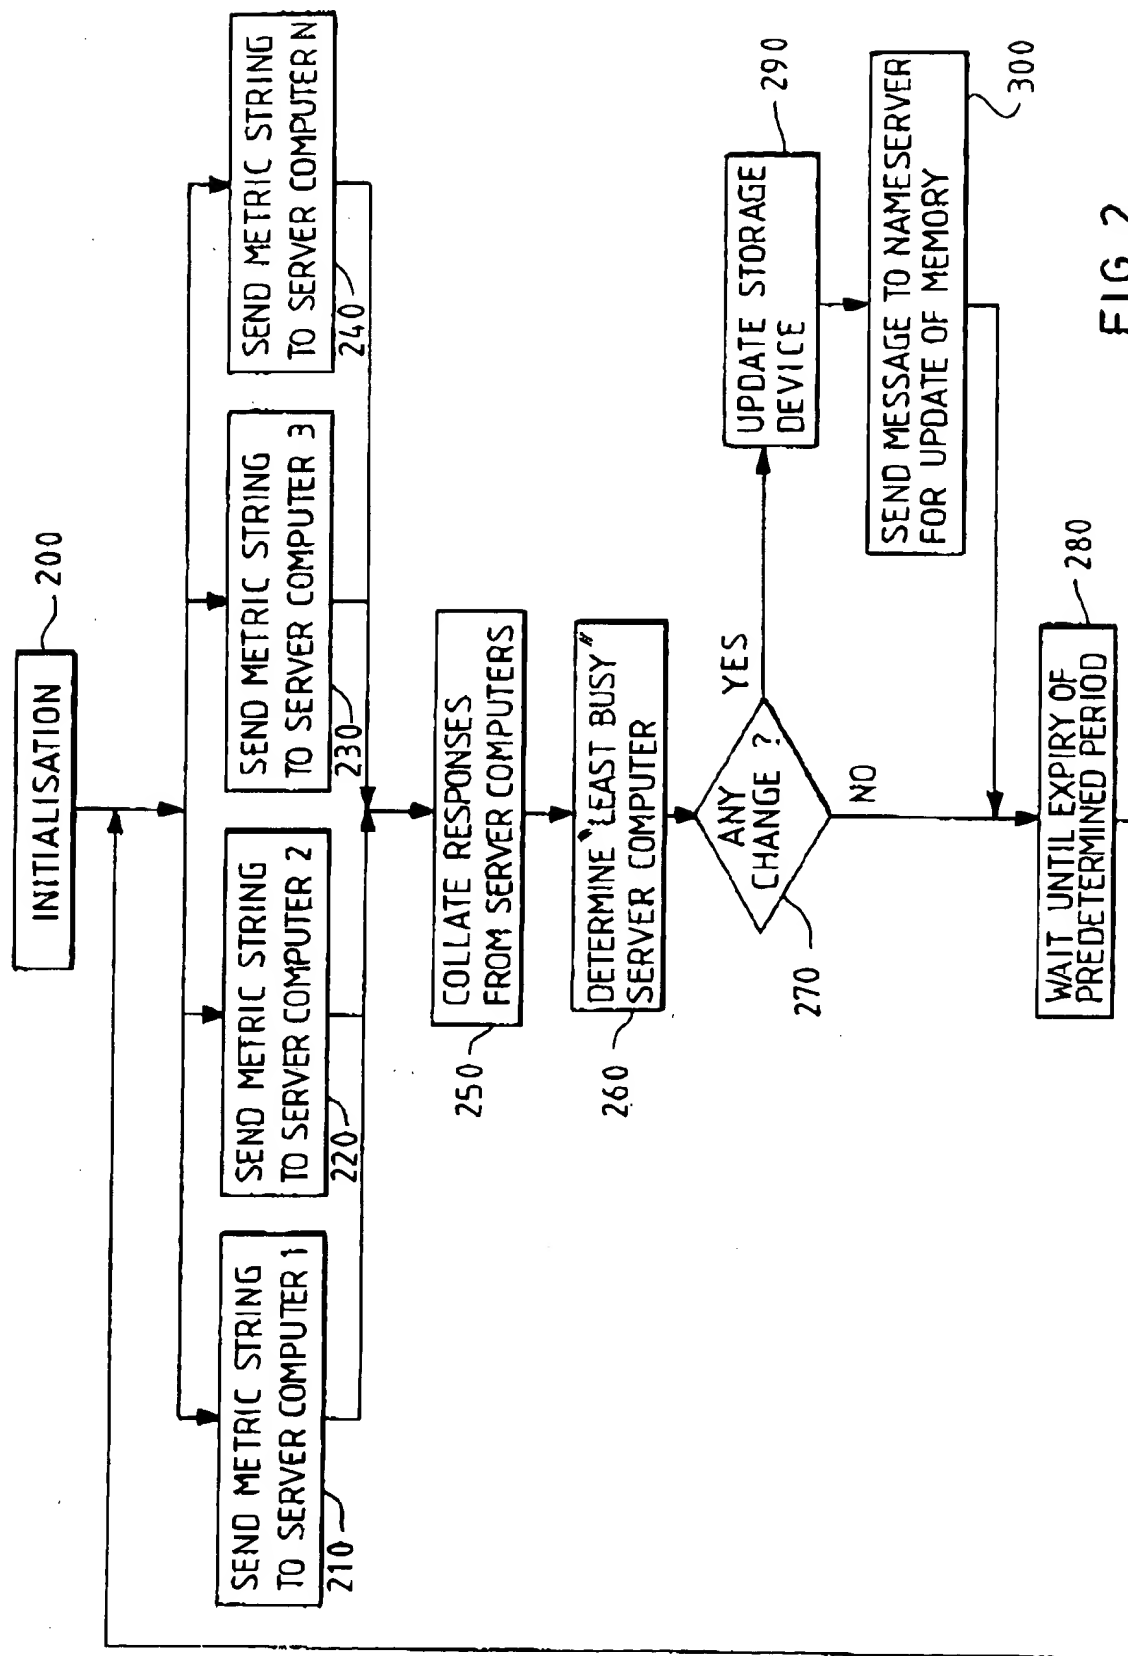 INITIALISATION
200
SEND METRIC STRING
TO SERVER COMPUTER 1
210
SEND METRIC STRING
TO SERVER COMPUTER 2
220
SEND METRIC STRING
TO SERVER COMPUTER 3
230
SEND METRIC STRING
TO SERVER COMPUTER N
240
COLLATE RESPONSES
FROM SERVER COMPUTERS
250
DETERMINE "LEAST BUSY"
SERVER COMPUTER
260
ANY
CHANGE ?
270
YES
NO
UPDATE STORAGE
DEVICE
290
SEND MESSAGE TO NAMESERVER
FOR UPDATE OF MEMORY
300
WAIT UNTIL EXPIRY OF
PREDETERMINED PERIOD
280
FIG 2